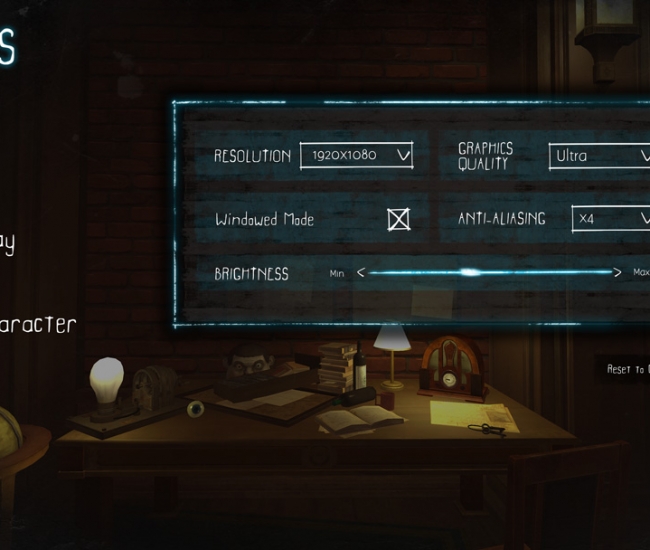 S
RESOLUTION 1920x1080
GRAPHICS
QUALITY Ultra
Windowed Mode
ANTI-ALIASING x4
ay
BRIGHTNESS Min Max
aracter
Reset to